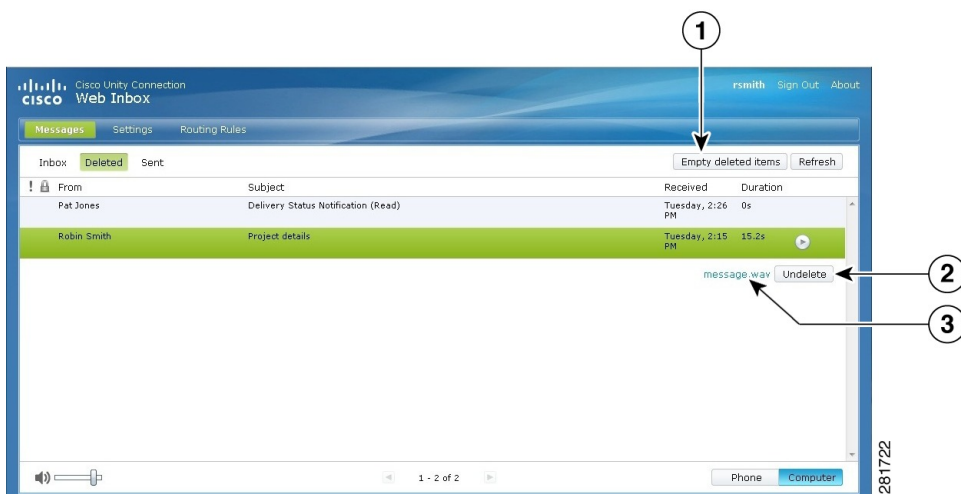 1
Cisco Unity Connection
CISCO Web Inbox
rsmith Sign Out About
Messages Settings Routing Rules
Inbox Deleted Sent Empty deleted items Refresh
! From Subject Received Duration
Pat Jones Delivery Status Notification (Read) Tuesday, 2:26 0s
PM
Robin Smith Project details Tuesday, 2:15 15.2s
PM
message.wav Undelete 2
3
1 - 2 of 2 Phone Computer
281722